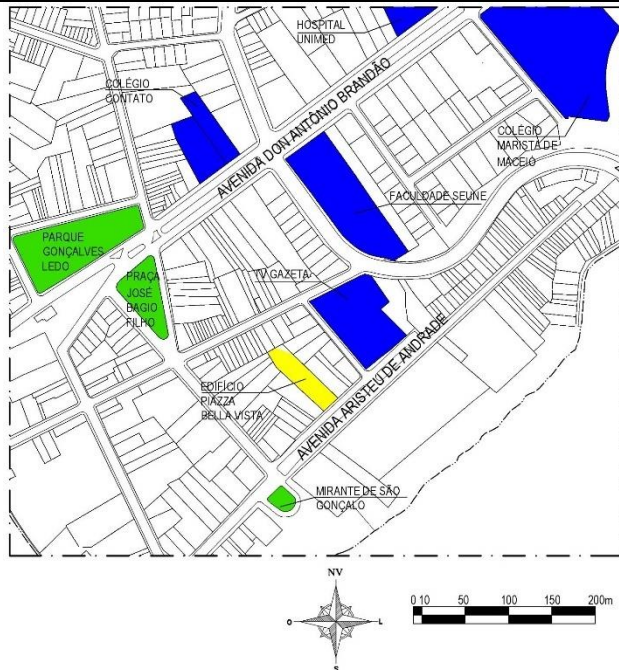 HOSPITAL
UNIMED
COLÉGIO
CONTATO
AVENIDA DON ANTÔNIO BRANDÃO
COLÉGIO
MARISTA DE
MACEIÓ
FACULDADE SEUNE
PARQUE
GONÇALVES
LEDO
PRAÇA
JOSÉ
BAGIO
FILHO
TV GAZETA
EDIFÍCIO
PIAZZA
BELLA VISTA
AVENIDA ARISTEU DE ANDRADE
MIRANTE DE SÃO
GONÇALO
NV
O
L
S
0 10 50 100 150 200m